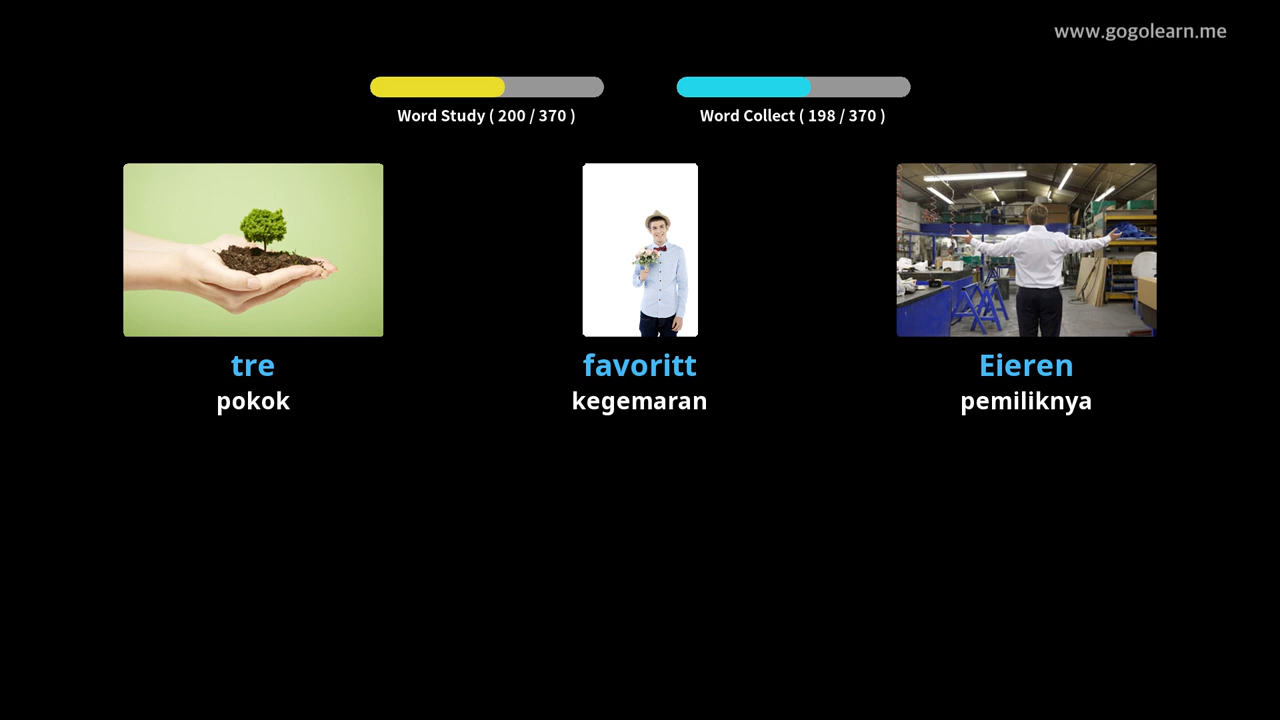 www.gogolearn.me
Word Study ( 200 / 370 )
Word Collect ( 198 / 370 )
tre
pokok
favoritt
kegemaran
Eieren
pemiliknya